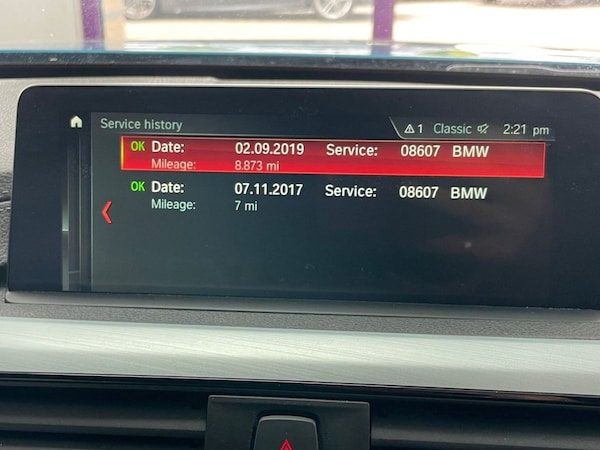 Service history
1 Classic 2:21 pm
OK Date: 02.09.2019 Service: 08607 BMW
Mileage: 8.873 mi
OK Date: 07.11.2017 Service: 08607 BMW
Mileage: 7 mi